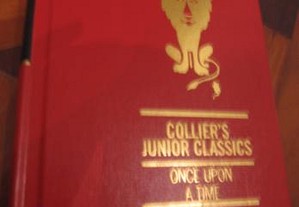 COLLIER'S
JUNIOR CLASSICS
ONCE UPON
A TIME